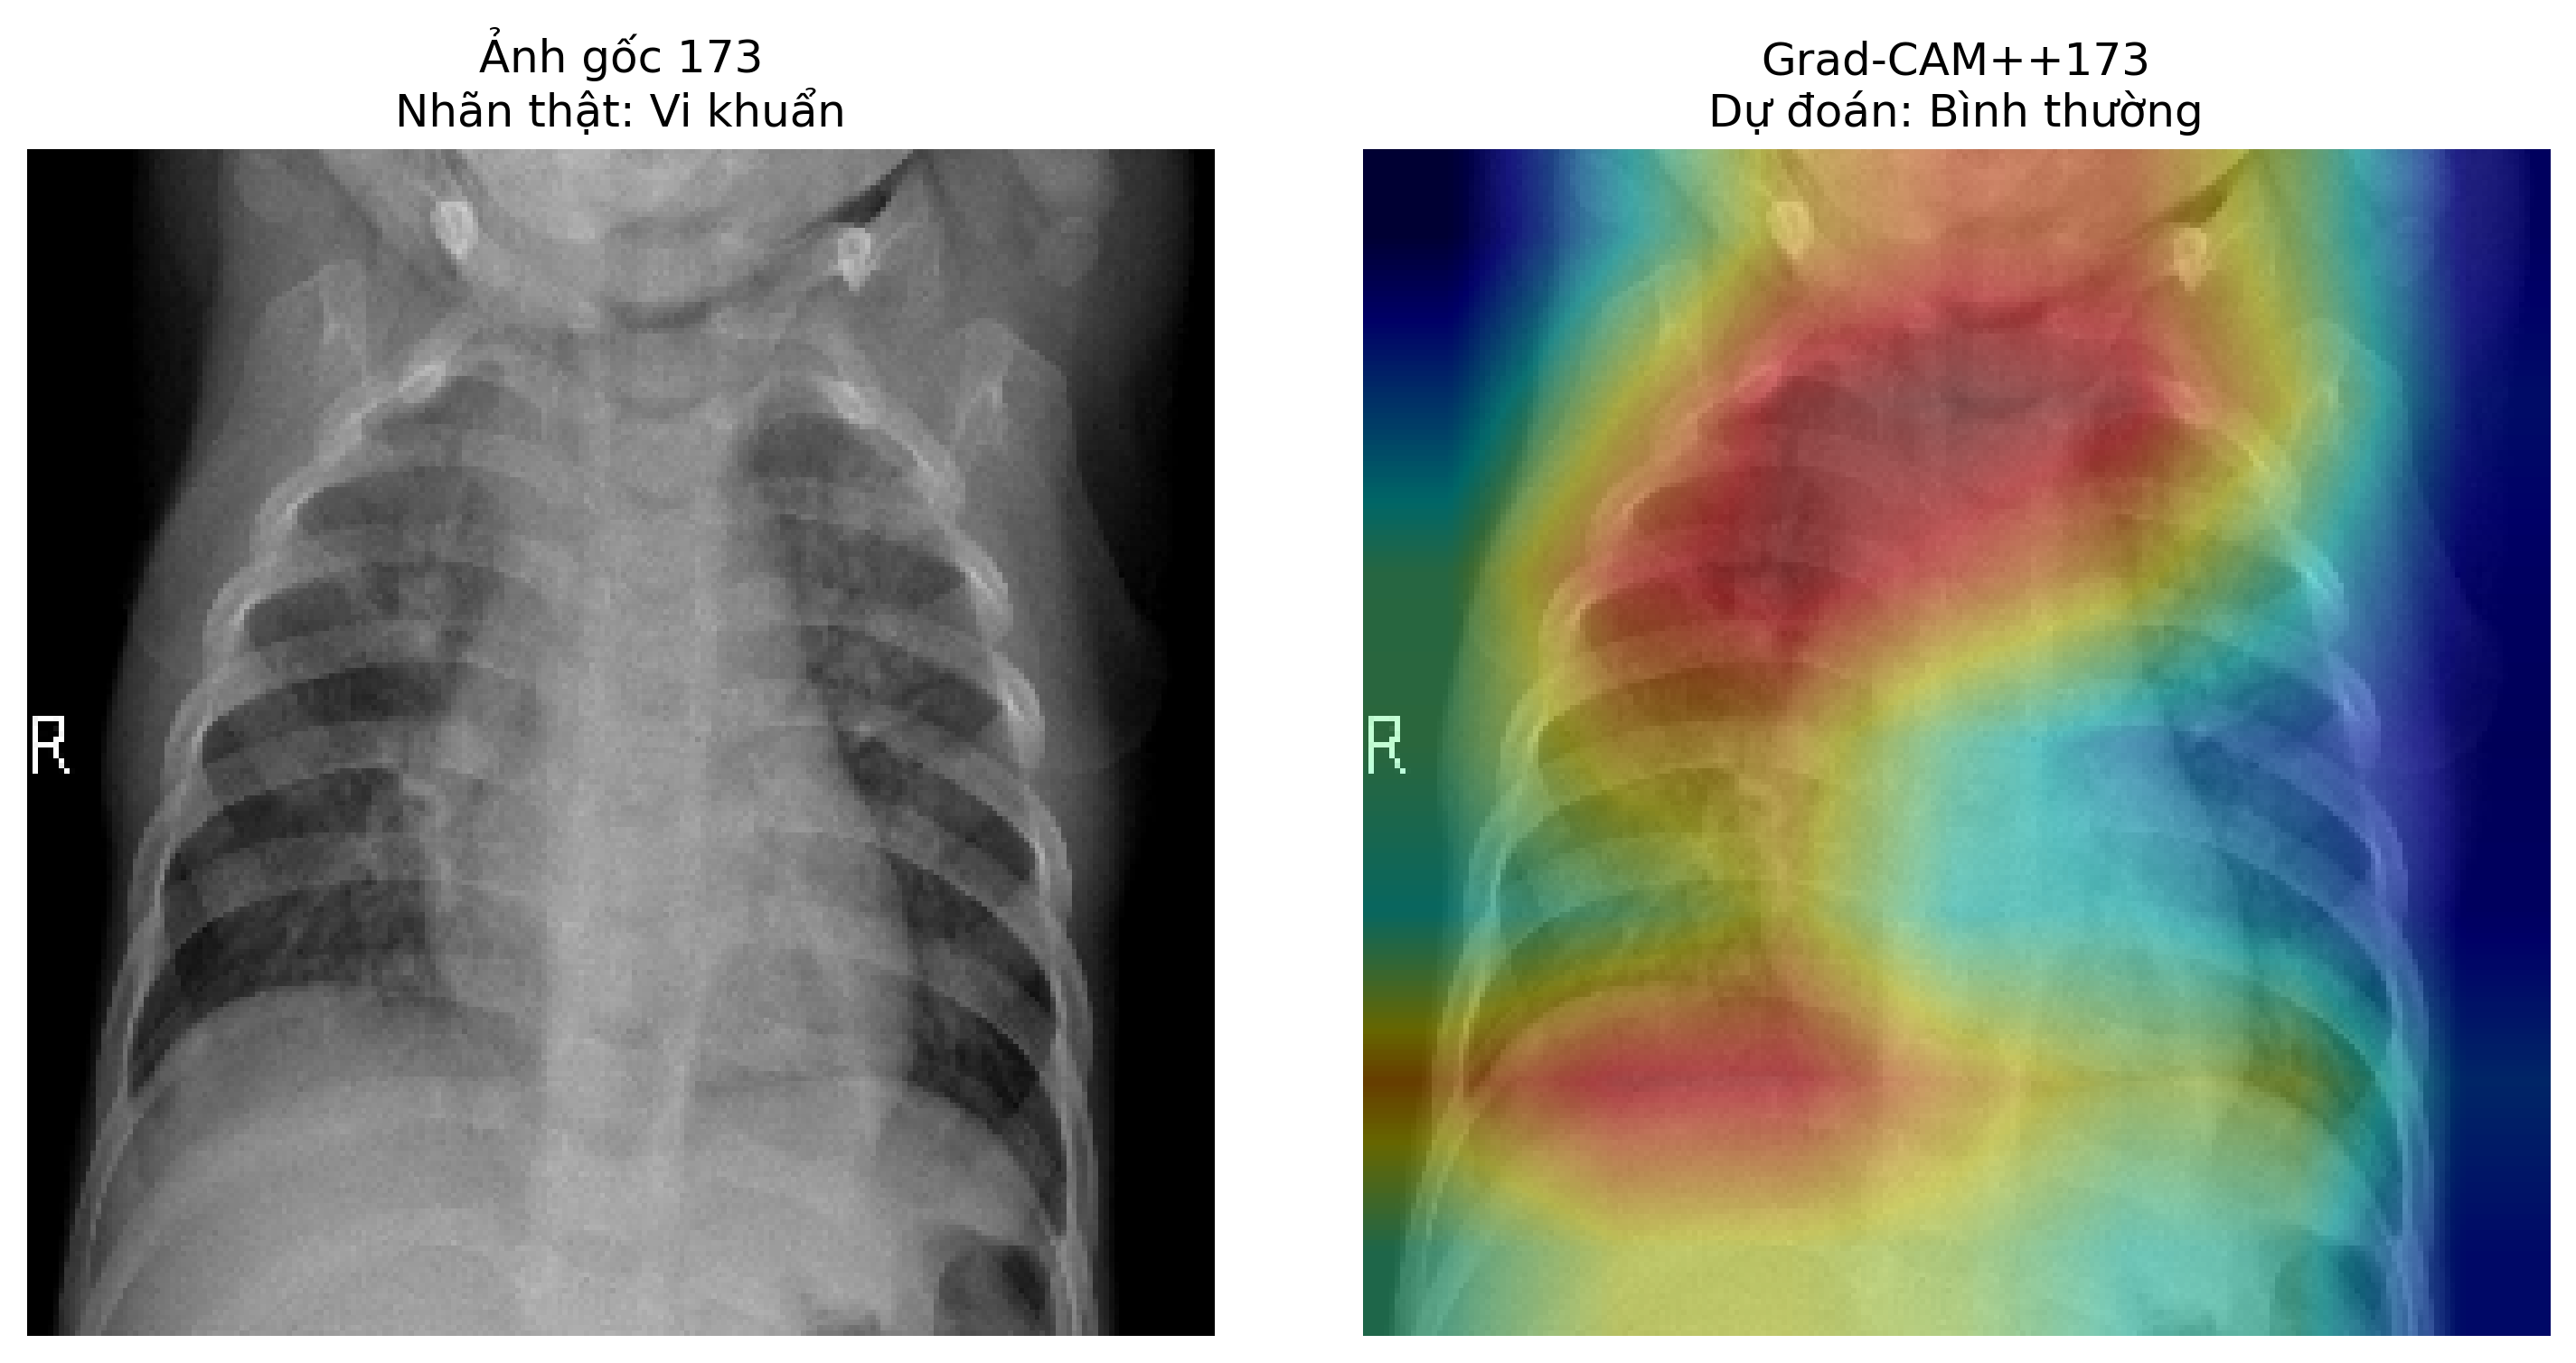 Ảnh gốc 173
Nhãn thật: Vi khuẩn
Grad-CAM++173
Dự đoán: Bình thường
R
R